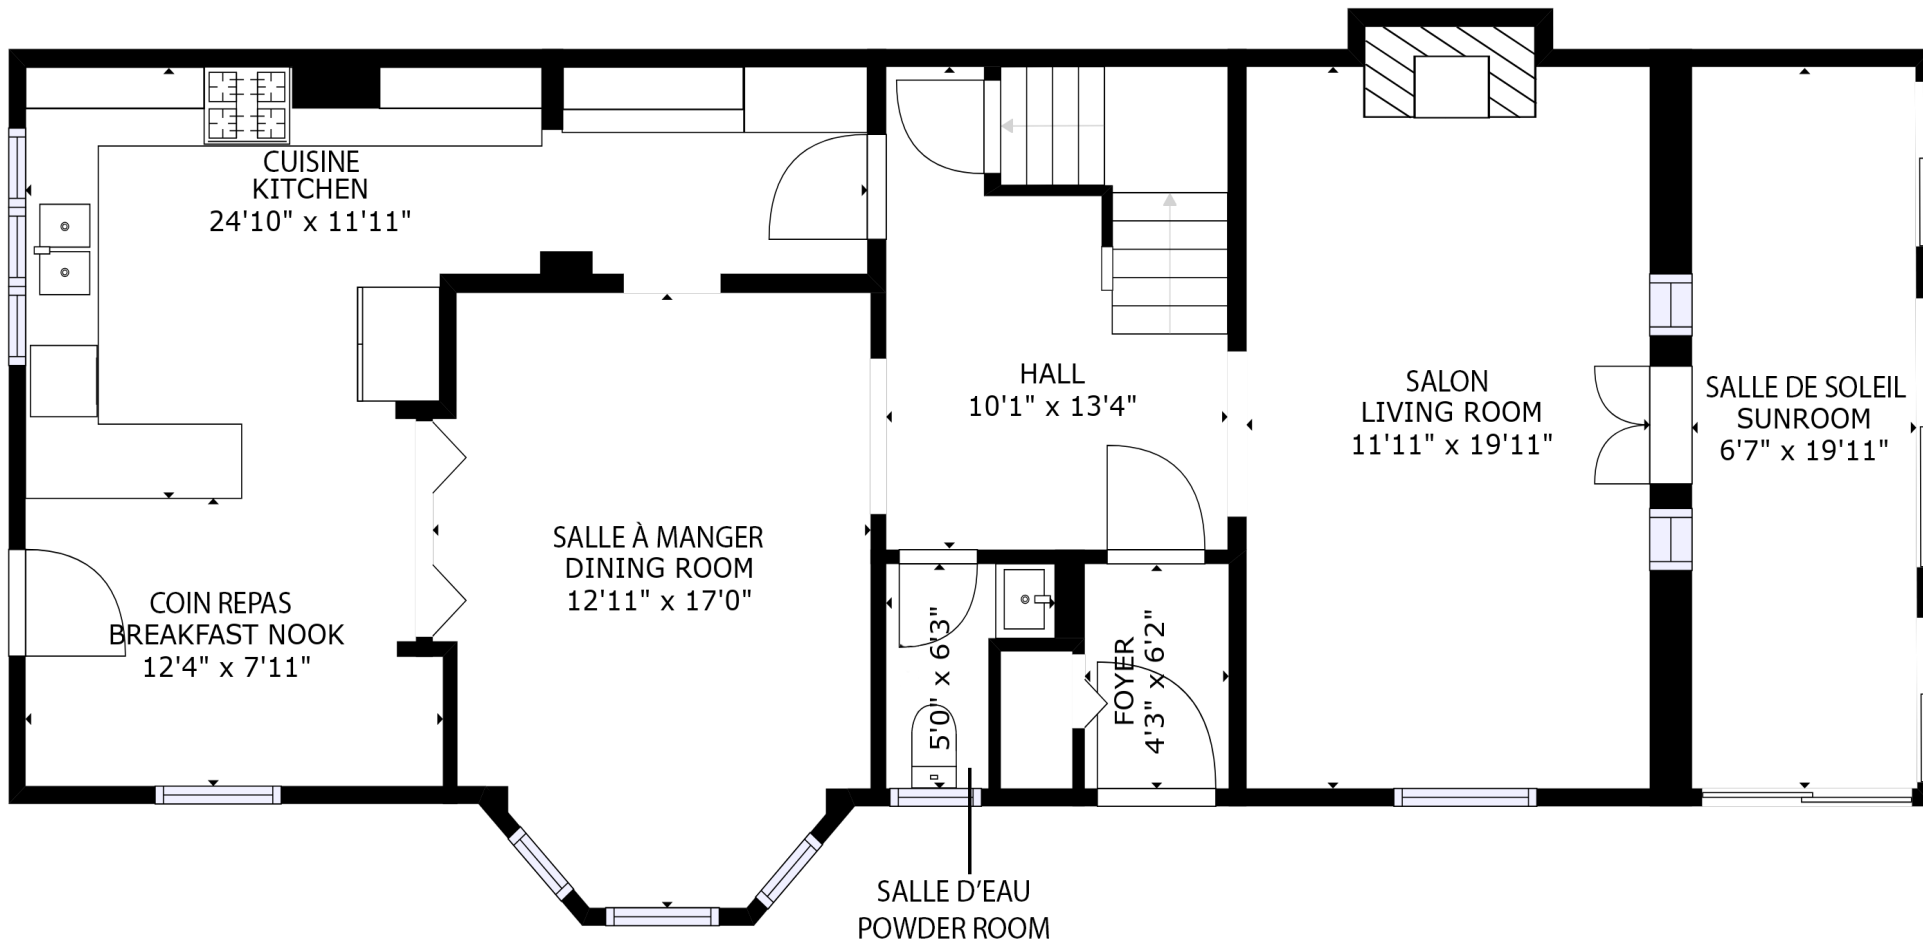 CUISINE
KITCHEN
24'10" x 11'11"
HALL
10'1" x 13'4"
SALON
LIVING ROOM
11'11" x 19'11"
SALLE DE SOLEIL
SUNROOM
6'7" x 19'11"
SALLE À MANGER
DINING ROOM
12'11" x 17'0"
COIN REPAS
BREAKFAST NOOK
12'4" x 7'11"
5'0" x 6'3"
FOYER
4'3" x 6'2"
SALLE D’EAU
POWDER ROOM